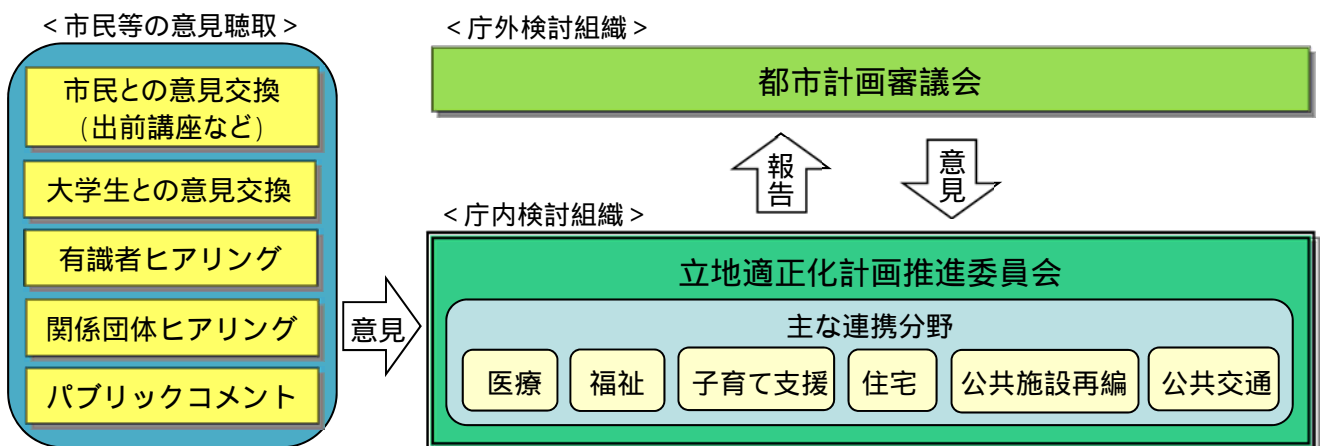 <市民等の意見聴取>
市民との意見交換
(出前講座など)
大学生との意見交換
有識者ヒアリング
関係団体ヒアリング
パブリックコメント
意見
<庁外検討組織>
都市計画審議会
報告
意見
<庁内検討組織>
立地適正化計画推進委員会
主な連携分野
医療
福祉
子育て支援
住宅
公共施設再編
公共交通